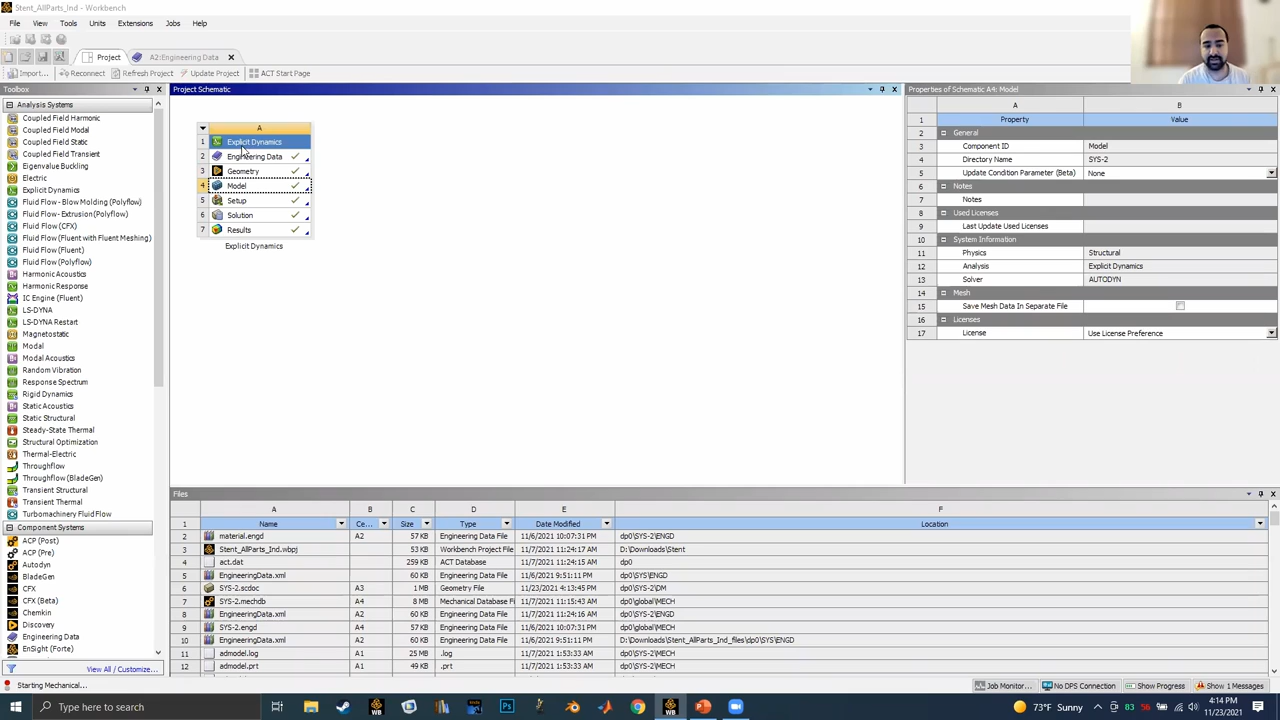 Stent_AllParts_Ind - Workbench
File View Tools Units Extensions Jobs Help
Project A2:Engineering Data
Import... Reconnect Refresh Project Update Project ACT Start Page
Toolbox
Analysis Systems
Coupled Field Harmonic
Coupled Field Modal
Coupled Field Static
Coupled Field Transient
Eigenvalue Buckling
Electric
Explicit Dynamics
Fluid Flow - Blow Molding (Polyflow)
Fluid Flow - Extrusion (Polyflow)
Fluid Flow (CFX)
Fluid Flow (Fluent with Fluent Meshing)
Fluid Flow (Fluent)
Fluid Flow (Polyflow)
Harmonic Acoustics
Harmonic Response
IC Engine (Fluent)
LS-DYNA
LS-DYNA Restart
Magnetostatic
Modal
Modal Acoustics
Random Vibration
Response Spectrum
Rigid Dynamics
Static Acoustics
Static Structural
Steady-State Thermal
Structural Optimization
Thermal-Electric
Throughflow
Throughflow (BladeGen)
Transient Structural
Transient Thermal
Turbomachinery Fluid Flow
Component Systems
ACP (Post)
ACP (Pre)
Autodyn
BladeGen
CFX
CFX (Beta)
Chemkin
Discovery
Engineering Data
EnSight (Forte)
View All / Customize...
Project Schematic
A
1 Explicit Dynamics
2 Engineering Data
3 Geometry
4 Model
5 Setup
6 Solution
7 Results
Explicit Dynamics
Properties of Schematic A4: Model
A B
1 Property Value
2 General
3 Component ID Model
4 Directory Name SYS-2
5 Update Condition Parameter (Beta) None
6 Notes
7 Notes
8 Used Licenses
9 Last Update Used Licenses
10 System Information
11 Physics Structural
12 Analysis Explicit Dynamics
13 Solver AUTODYN
14 Mesh
15 Save Mesh Data In Separate File
16 Licenses
17 License Use License Preference
Files
A B C D E F
1 Name Ce... Size Type Date Modified Location
2 material.engd A2 57 KB Engineering Data File 11/6/2021 10:07:31 PM dp0\SYS-2\ENGD
3 Stent_AllParts_Ind.wbpj 53 KB Workbench Project File 11/7/2021 11:24:17 AM D:\Downloads\Stent
4 act.dat 259 KB ACT Database 11/7/2021 11:24:15 AM dp0
5 EngineeringData.xml 60 KB Engineering Data File 11/6/2021 9:51:11 PM dp0\SYS\ENGD
6 SYS-2.scdoc A3 1 MB Geometry File 11/23/2021 4:13:45 PM dp0\SYS-2\DM
7 SYS-2.mechdb A4 8 MB Mechanical Database Fi 11/7/2021 11:15:43 AM dp0\global\MECH
8 EngineeringData.xml A2 60 KB Engineering Data File 11/7/2021 11:24:16 AM dp0\SYS-2\ENGD
9 SYS-2.engd A4 57 KB Engineering Data File 11/6/2021 10:07:31 PM dp0\global\MECH
10 EngineeringData.xml A2 60 KB Engineering Data File 11/6/2021 9:51:11 PM D:\Downloads\Stent_AllParts_Ind_files\dp0\SYS\ENGD
11 admodel.log A1 25 MB .log 11/7/2021 1:53:33 AM dp0\SYS-2\MECH
12 admodel.prt A1 49 KB .prt 11/7/2021 1:53:33 AM dp0\SYS-2\MECH
Starting Mechanical... Job Monitor... No DPS Connection Show Progress Show 1 Messages
Type here to search 73°F Sunny 83 56 4:14 PM
11/23/2021